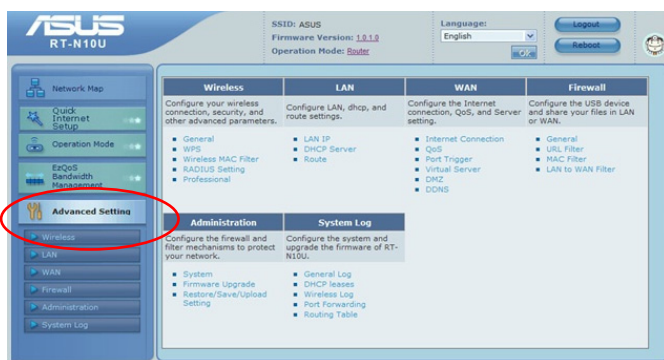 ASUS
RT-N10U
SSID: ASUS
Firmware Version: 1.0.1.0
Operation Mode: Router
Language:
English
OK
Logout
Reboot
Network Map
Quick
Internet
Setup
Operation Mode
EzQoS
Bandwidth
Management
Advanced Setting
Wireless
LAN
WAN
Firewall
Administration
System Log
Wireless
Configure your wireless
connection, security, and
other advanced parameters.
General
WPS
Wireless MAC Filter
RADIUS Setting
Professional
LAN
Configure LAN, dhcp, and
route settings.
LAN IP
DHCP Server
Route
WAN
Configure the Internet
connection, QoS, and Server
setting.
Internet Connection
QoS
Port Trigger
Virtual Server
DMZ
DDNS
Firewall
Configure the USB device
and share your files in LAN
or WAN.
General
URL Filter
MAC Filter
LAN to WAN Filter
Administration
Configure the firewall and
filter mechanisms to protect
your network.
System
Firmware Upgrade
Restore/Save/Upload
Setting
System Log
Configure the system and
upgrade the firmware of RT-
N10U.
General Log
DHCP leases
Wireless Log
Port Forwarding
Routing Table